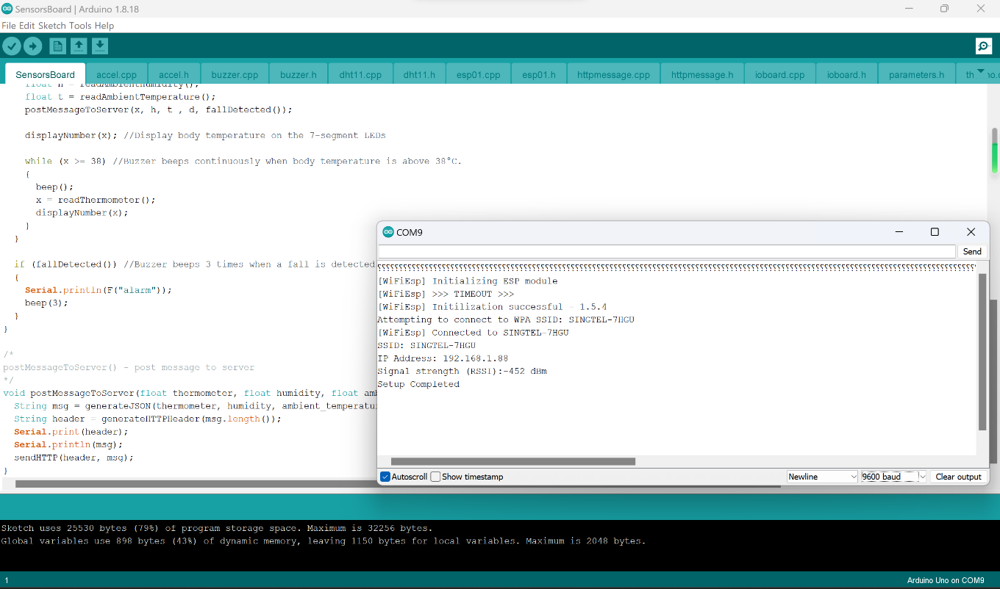 SensorsBoard | Arduino 1.8.18
File Edit Sketch Tools Help
SensorsBoard accel.cpp accel.h buzzer.cpp buzzer.h dht11.cpp dht11.h esp01.cpp esp01.h httpmessage.cpp httpmessage.h ioboard.cpp ioboard.h parameters.h
float h = readAmbientHumidity();
float t = readAmbientTemperature();
postMessageToServer(x, h, t , d, fallDetected());
displayNumber(x); //Display body temperature on the 7-segment LEDs
while (x >= 38) //Buzzer beeps continuously when body temperature is above 38°C.
{
beep();
x = readThermometer();
displayNumber(x);
}
}
if (fallDetected()) //Buzzer beeps 3 times when a fall is detected
{
Serial.println(F("alarm"));
beep(3);
}
}
/*
postMessageToServer() - post message to server
*/
void postMessageToServer(float thermometer, float humidity, float am
String msg = generateJSON(thermometer, humidity, ambient_temperatu
String header = generateHTTPHeader(msg.length());
Serial.print(header);
Serial.println(msg);
sendHTTP(header, msg);
}
COM9
Send
[WiFiEsp] Initializing ESP module
[WiFiEsp] >>> TIMEOUT >>>
[WiFiEsp] Initilization successful - 1.5.4
Attempting to connect to WPA SSID: SINGTEL-7HGU
[WiFiEsp] Connected to SINGTEL-7HGU
SSID: SINGTEL-7HGU
IP Address: 192.168.1.88
Signal strength (RSSI):-452 dBm
Setup Completed
Autoscroll Show timestamp Newline 9600 baud Clear output
Sketch uses 25530 bytes (79%) of program storage space. Maximum is 32256 bytes.
Global variables use 898 bytes (43%) of dynamic memory, leaving 1150 bytes for local variables. Maximum is 2048 bytes.
1 Arduino Uno on COM9